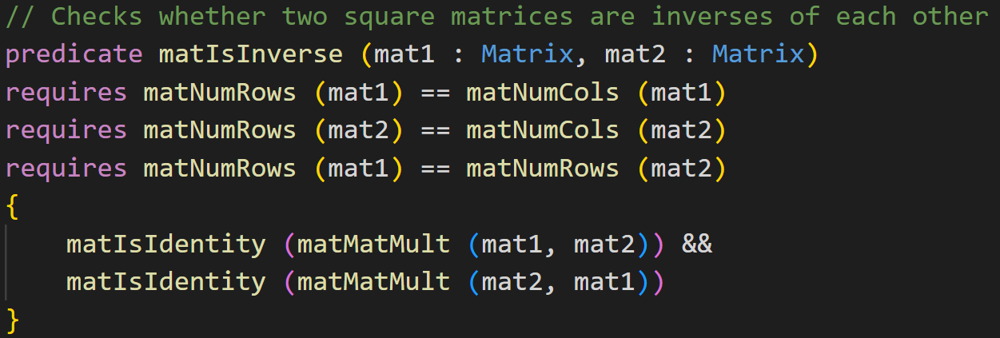 // Checks whether two square matrices are inverses of each other
predicate matIsInverse (mat1 : Matrix, mat2 : Matrix)
requires matNumRows (mat1) == matNumCols (mat1)
requires matNumRows (mat2) == matNumCols (mat2)
requires matNumRows (mat1) == matNumRows (mat2)
{
    matIsIdentity (matMatMult (mat1, mat2)) &&
    matIsIdentity (matMatMult (mat2, mat1))
}